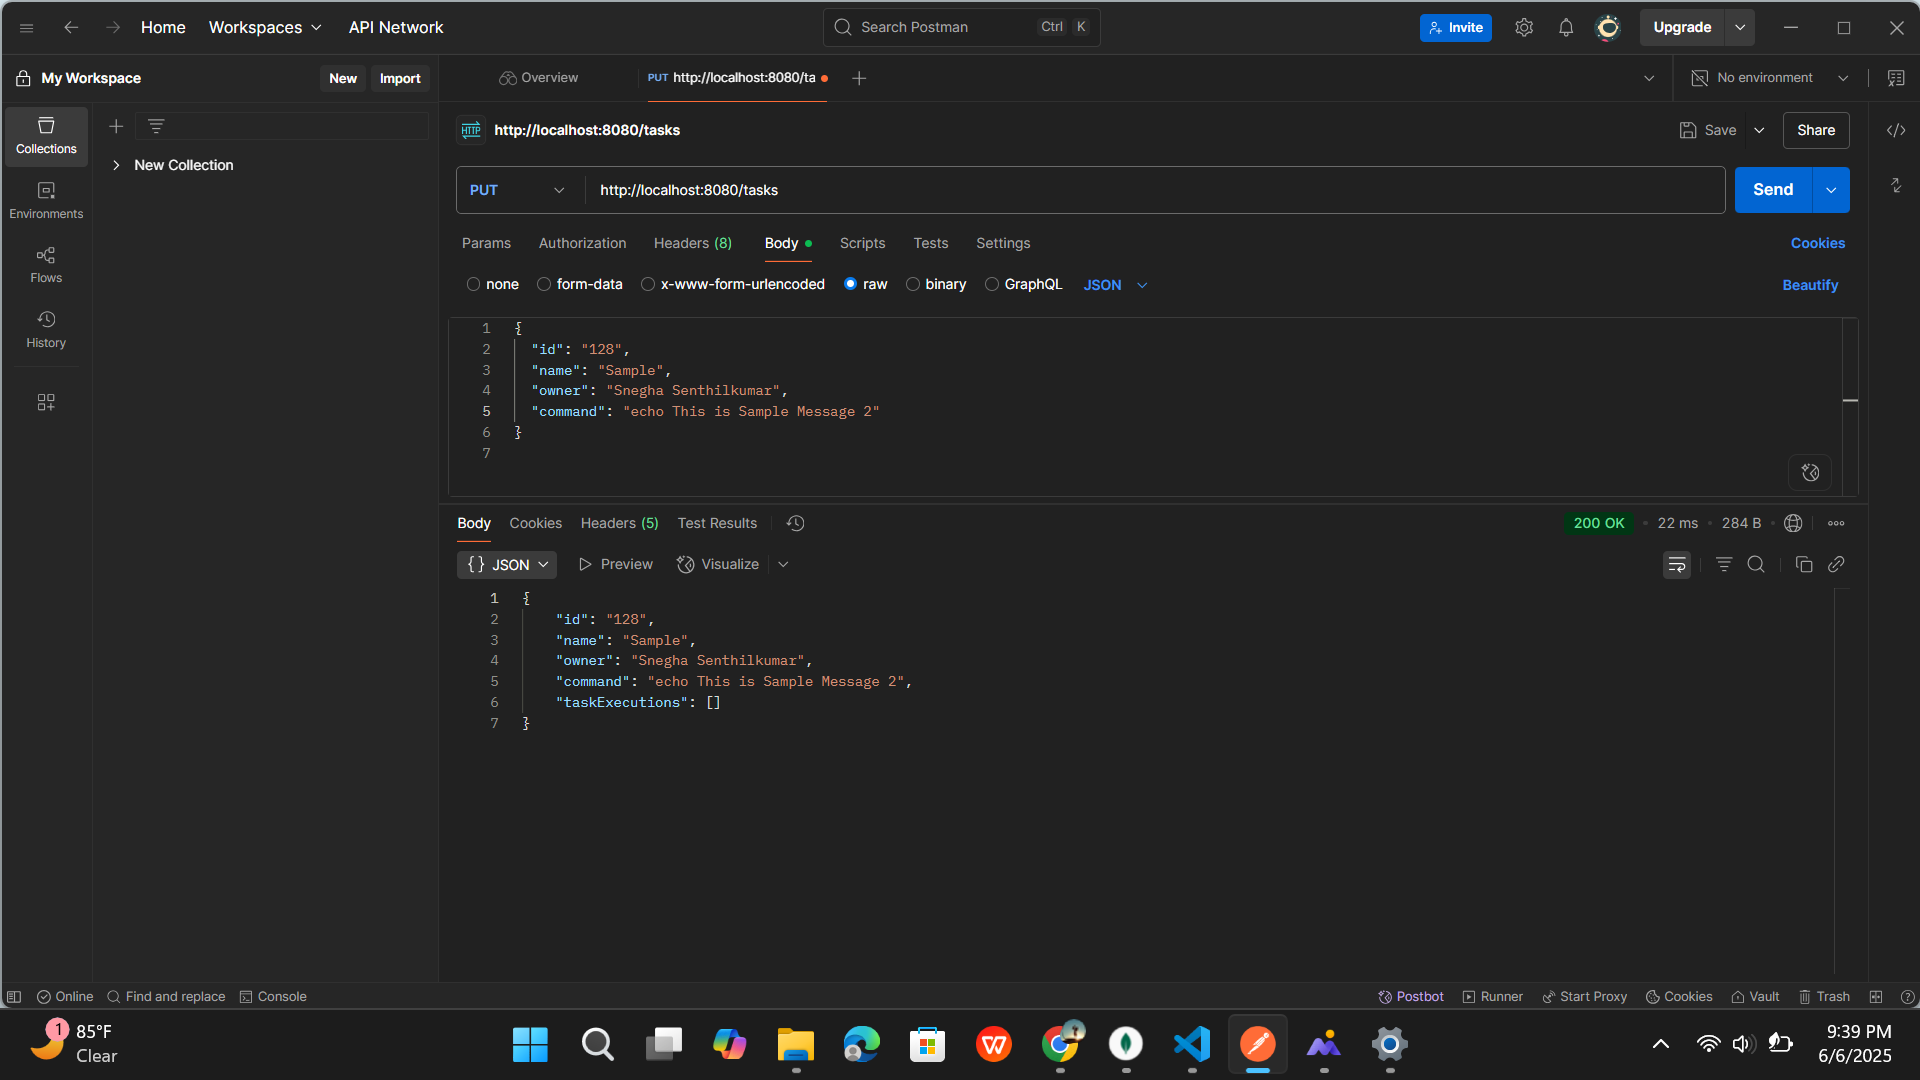 Home Workspaces API Network Search Postman Ctrl K Invite Upgrade
My Workspace New Import Overview PUT http://localhost:8080/ta No environment
HTTP http://localhost:8080/tasks Save Share
Collections
New Collection
PUT http://localhost:8080/tasks Send
Environments
Params Authorization Headers (8) Body Scripts Tests Settings Cookies
Flows
none form-data x-www-form-urlencoded raw binary GraphQL JSON Beautify
History
1 {
2 "id": "128",
3 "name": "Sample",
4 "owner": "Snegha Senthilkumar",
5 "command": "echo This is Sample Message 2"
6 }
7
Body Cookies Headers (5) Test Results 200 OK 22 ms 284 B
{} JSON Preview Visualize
1 {
2 "id": "128",
3 "name": "Sample",
4 "owner": "Snegha Senthilkumar",
5 "command": "echo This is Sample Message 2",
6 "taskExecutions": []
7 }
Online Find and replace Console Postbot Runner Start Proxy Cookies Vault Trash
1 85°F
Clear
W
9:39 PM
6/6/2025